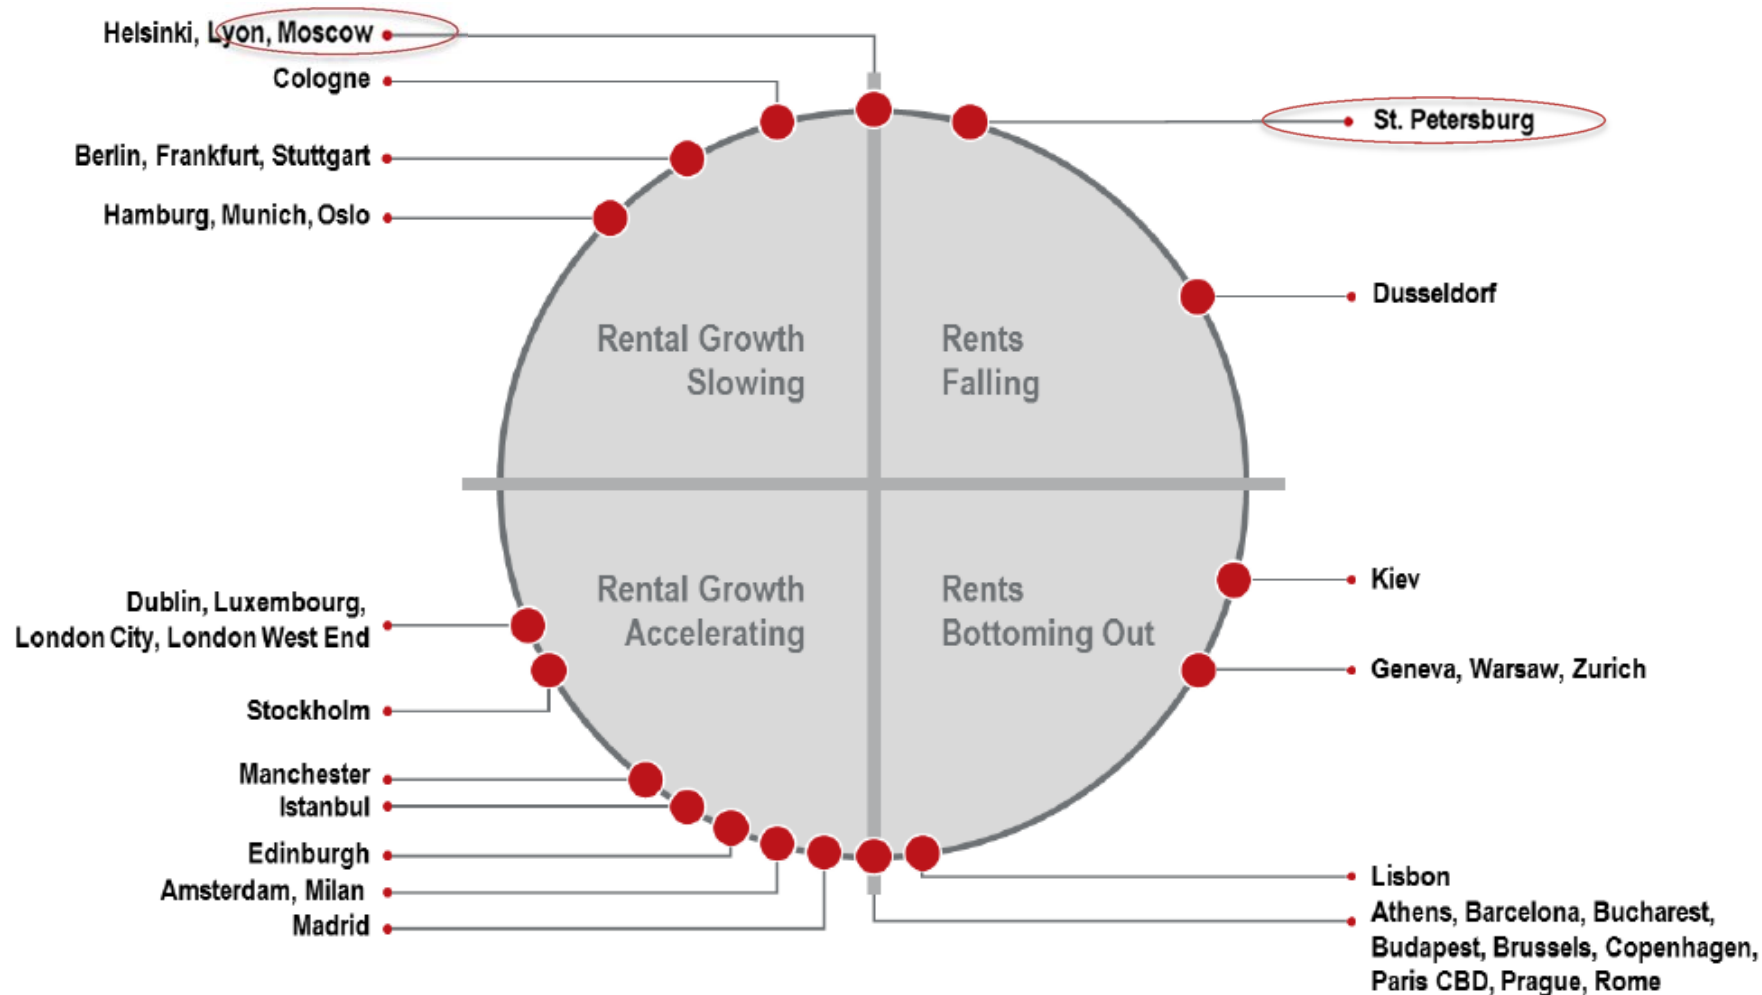 Helsinki, Lyon, Moscow
Cologne
Berlin, Frankfurt, Stuttgart
Hamburg, Munich, Oslo
St. Petersburg
Dusseldorf
Rental Growth
Slowing
Rents
Falling
Rental Growth
Accelerating
Rents
Bottoming Out
Dublin, Luxembourg,
London City, London West End
Stockholm
Manchester
Istanbul
Edinburgh
Amsterdam, Milan
Madrid
Kiev
Geneva, Warsaw, Zurich
Lisbon
Athens, Barcelona, Bucharest,
Budapest, Brussels, Copenhagen,
Paris CBD, Prague, Rome